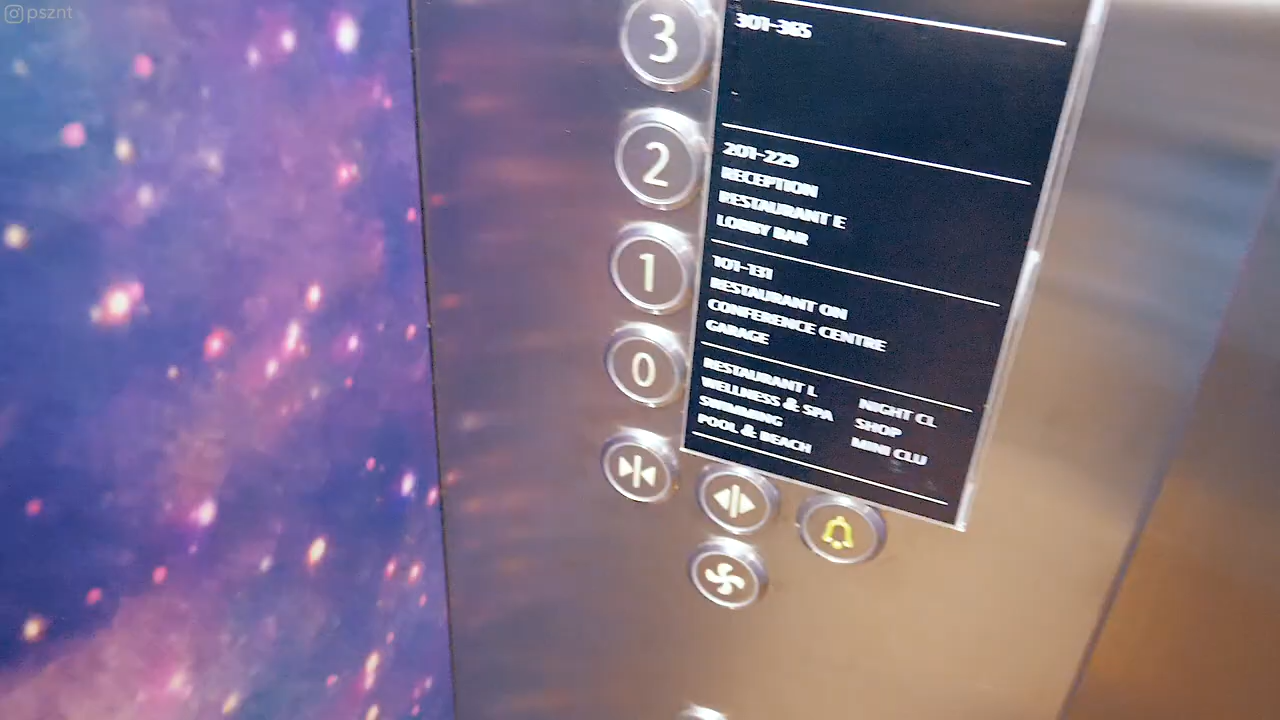 psznt
3
301-365
2
201-229
RECEPTION
RESTAURANT E
LOBBY BAR
1
101-131
RESTAURANT ON
CONFERENCE CENTRE
GARAGE
0
RESTAURANT L
WELLNESS & SPA
SWIMMING
POOL & BEACH
NIGHT CL
SHOP
MINI CLU